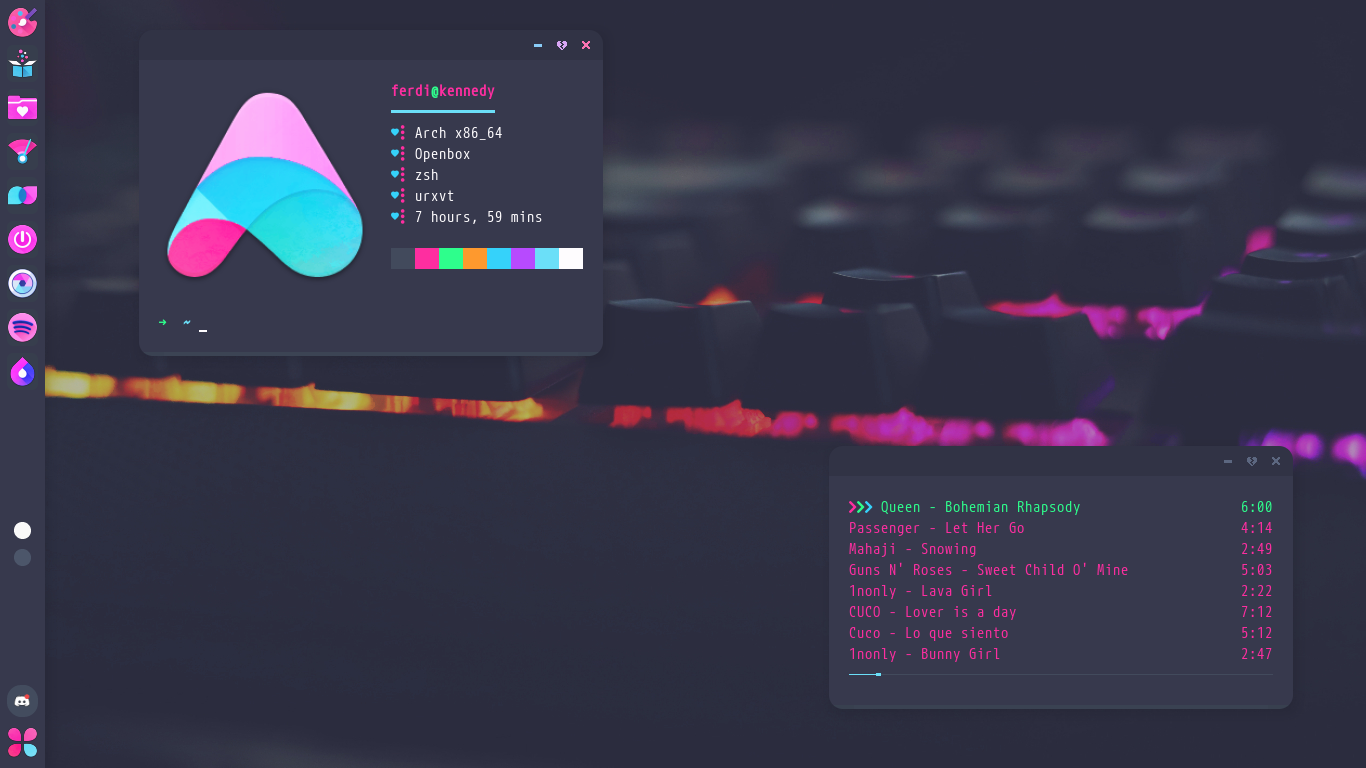 ferdi@kennedy
Arch x86_64
Openbox
zsh
urxvt
7 hours, 59 mins
➜ ~ _
❯❯❯ Queen - Bohemian Rhapsody 6:00
Passenger - Let Her Go 4:14
Mahaji - Snowing 2:49
Guns N' Roses - Sweet Child O' Mine 5:03
1nonly - Lava Girl 2:22
CUCO - Lover is a day 7:12
Cuco - Lo que siento 5:12
1nonly - Bunny Girl 2:47